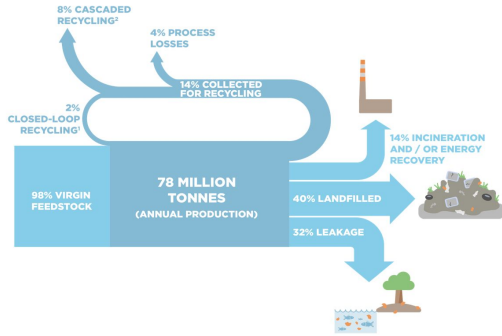 8% CASCADED
RECYCLING²
4% PROCESS
LOSSES
14% COLLECTED
FOR RECYCLING
2%
CLOSED-LOOP
RECYCLING¹
98% VIRGIN
FEEDSTOCK
78 MILLION
TONNES
(ANNUAL PRODUCTION)
14% INCINERATION
AND / OR ENERGY
RECOVERY
40% LANDFILLED
32% LEAKAGE